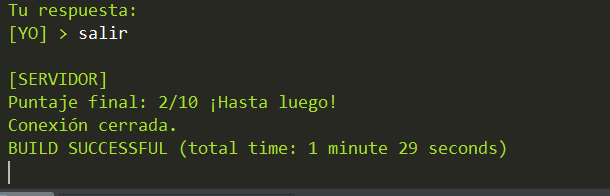 Tu respuesta:
[YO] > salir
[SERVIDOR]
Puntaje final: 2/10 ¡Hasta luego!
Conexión cerrada.
BUILD SUCCESSFUL (total time: 1 minute 29 seconds)